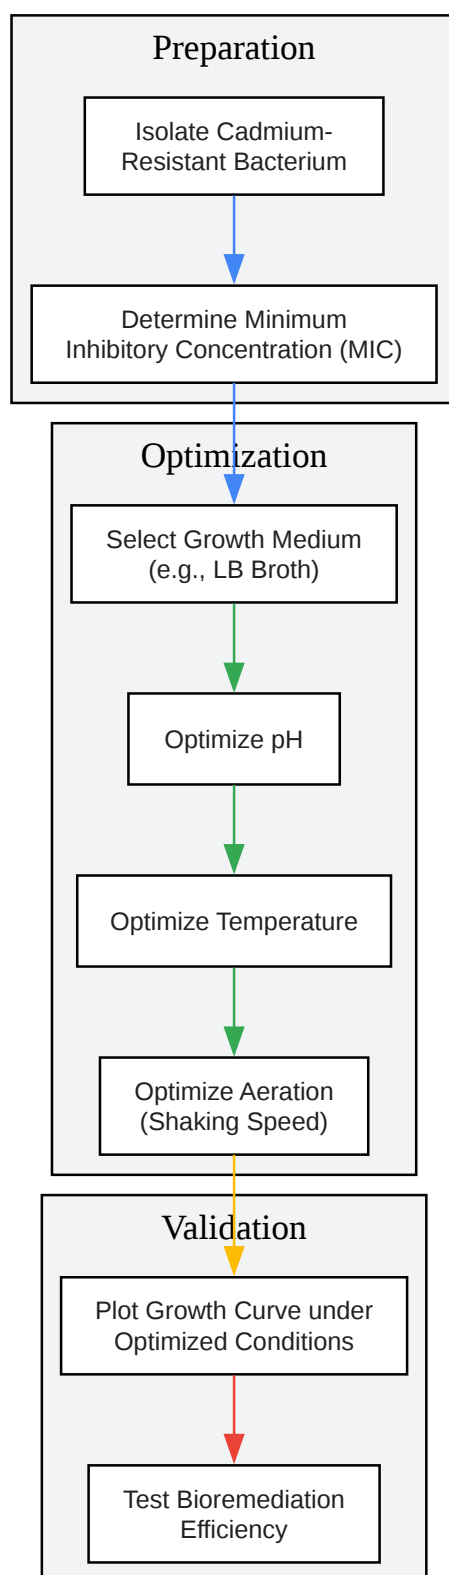 Preparation
Isolate Cadmium-
Resistant Bacterium
Determine Minimum
Inhibitory Concentration (MIC)
Optimization
Select Growth Medium
(e.g., LB Broth)
Optimize pH
Optimize Temperature
Optimize Aeration
(Shaking Speed)
Validation
Plot Growth Curve under
Optimized Conditions
Test Bioremediation
Efficiency